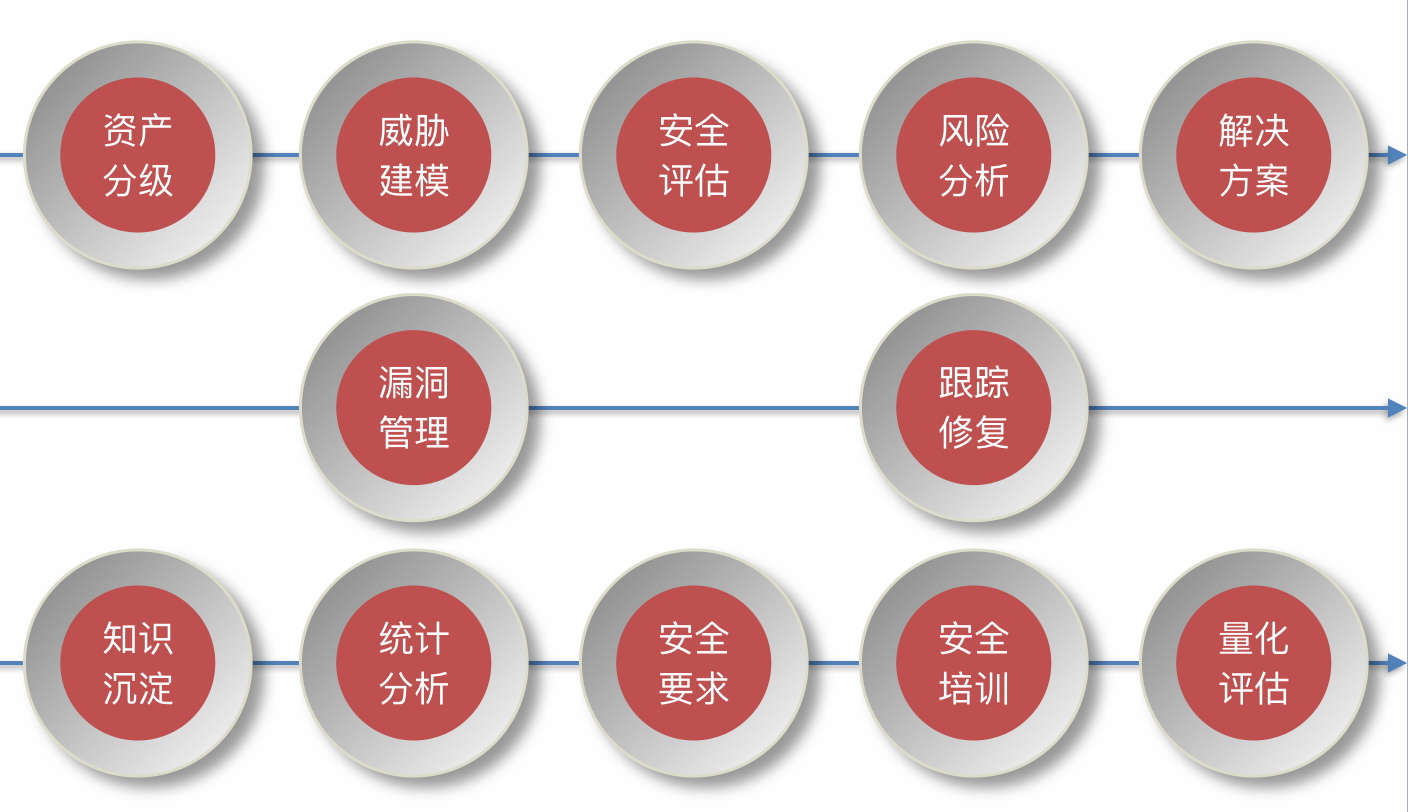 资产
分级
威胁
建模
安全
评估
风险
分析
解决
方案
漏洞
管理
跟踪
修复
知识
沉淀
统计
分析
安全
要求
安全
培训
量化
评估